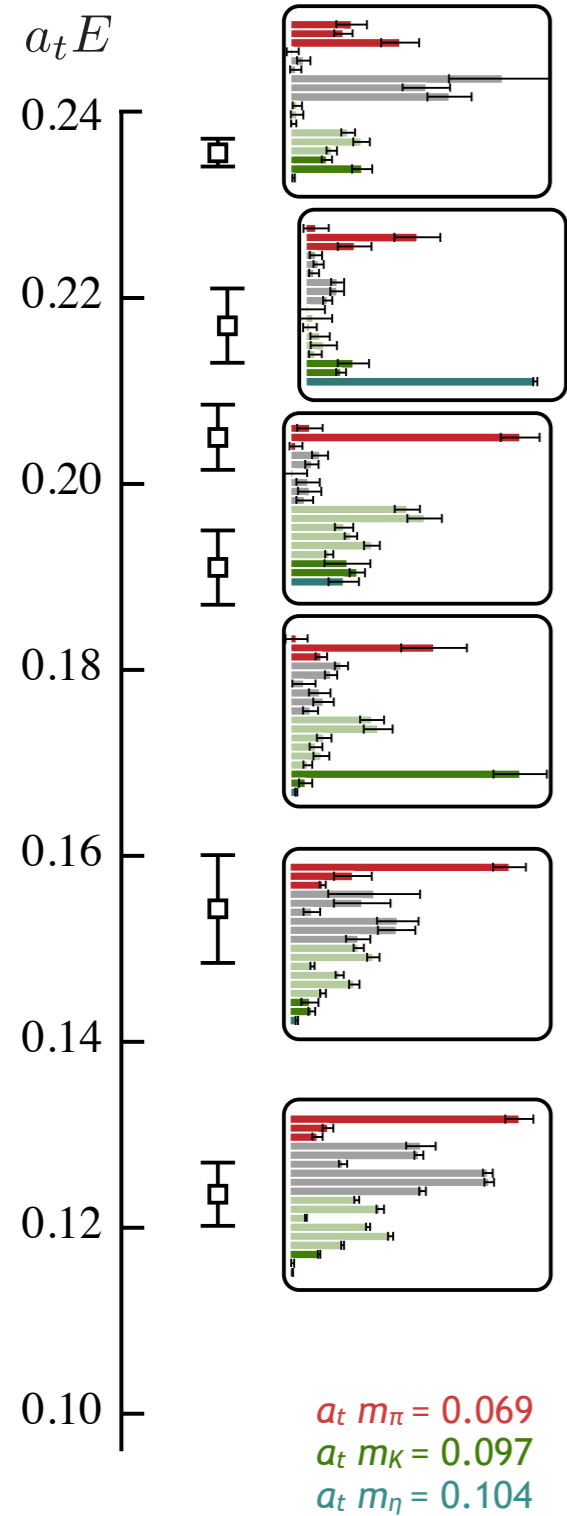 a_t E
0.24
0.22
0.20
0.18
0.16
0.14
0.12
0.10
a_t m_π = 0.069
a_t m_K = 0.097
a_t m_η = 0.104